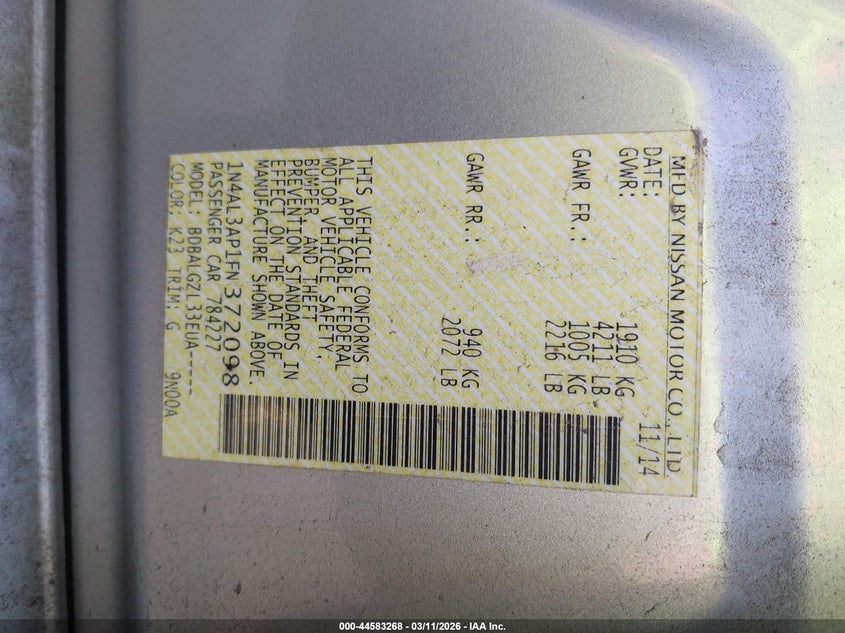 MFD BY NISSAN MOTOR CO., LTD
DATE: 11/14
GVWR: 1910 KG
4211 LB
GAWR FR.: 1005 KG
2216 LB
GAWR RR.: 940 KG
2072 LB
THIS VEHICLE CONFORMS TO
ALL APPLICABLE FEDERAL
MOTOR VEHICLE SAFETY,
BUMPER, AND THEFT
PREVENTION STANDARDS IN
EFFECT ON THE DATE OF
MANUFACTURE SHOWN ABOVE.
1N4AL3AP1FN372098
PASSENGER CAR 784227
MODEL: BDBALGZL33EUA-----
COLOR: K23 TRIM: G 9N00A
000-44583268 - 03/11/2026 - IAA Inc.